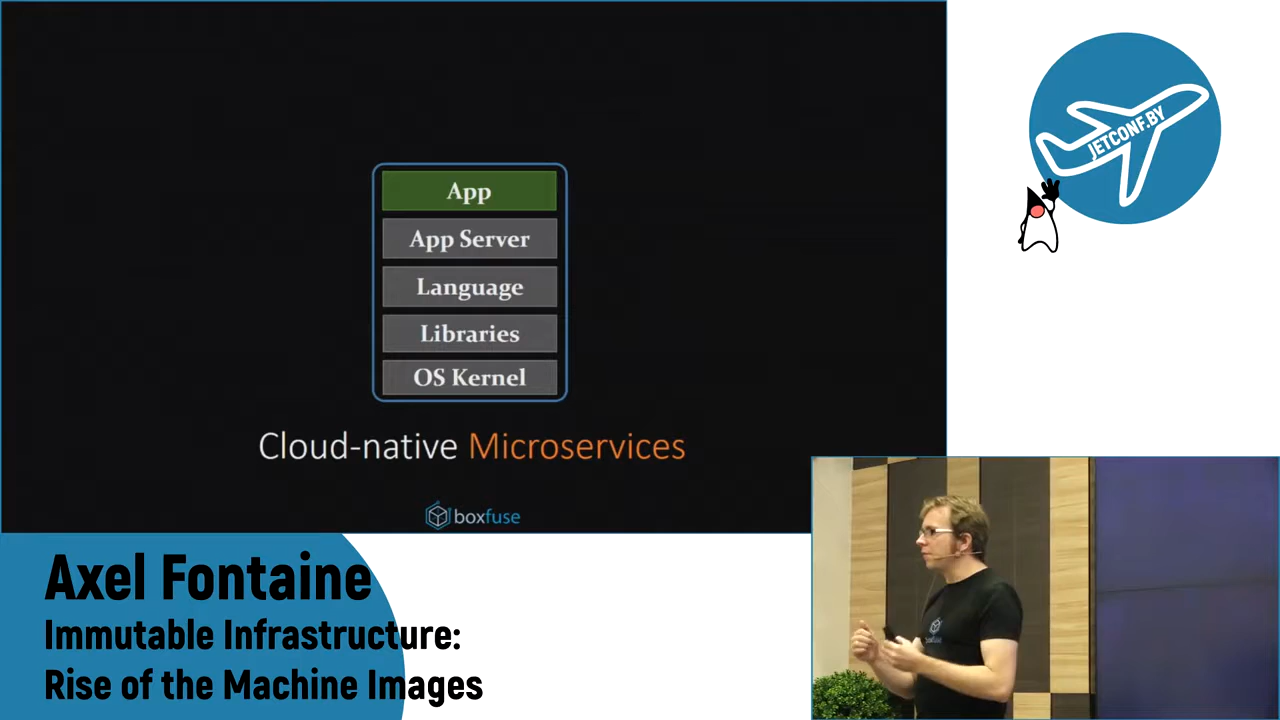 App
App Server
Language
Libraries
OS Kernel
Cloud-native Microservices
boxfuse
JETCONF.BY
Axel Fontaine
Immutable Infrastructure:
Rise of the Machine Images
boxfuse